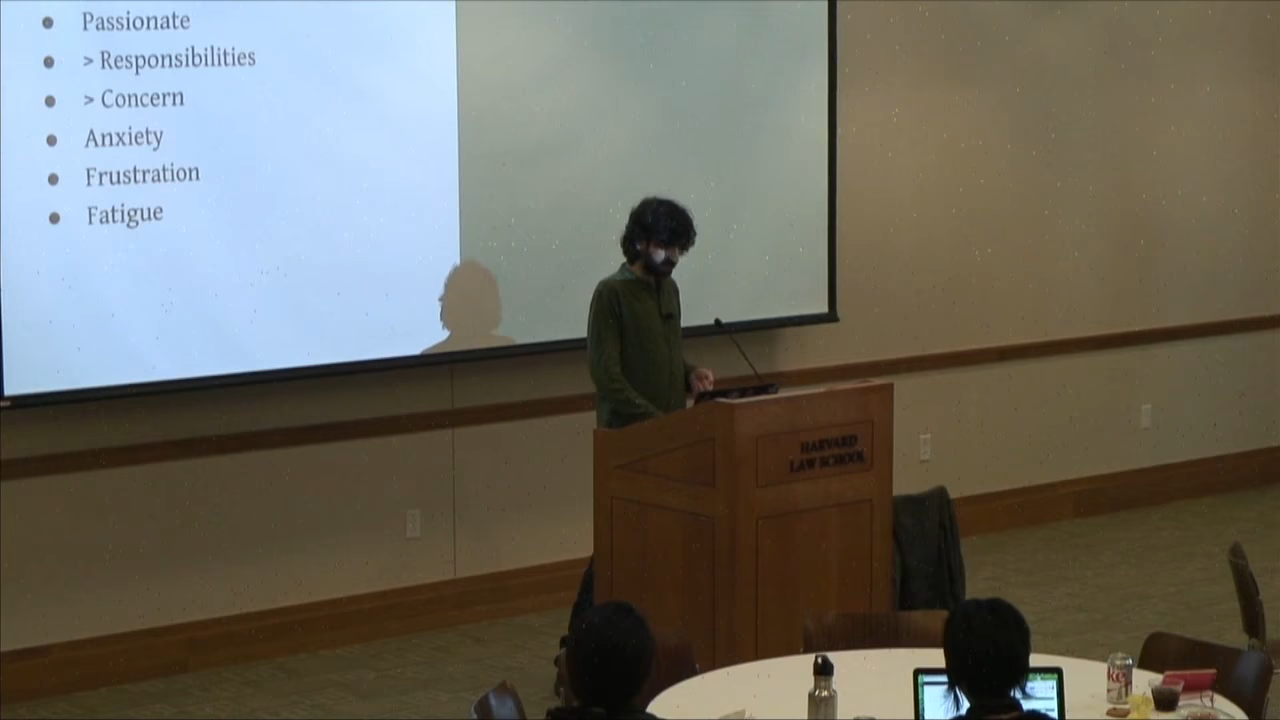 Passionate
> Responsibilities
> Concern
Anxiety
Frustration
Fatigue
HARVARD
LAW SCHOOL